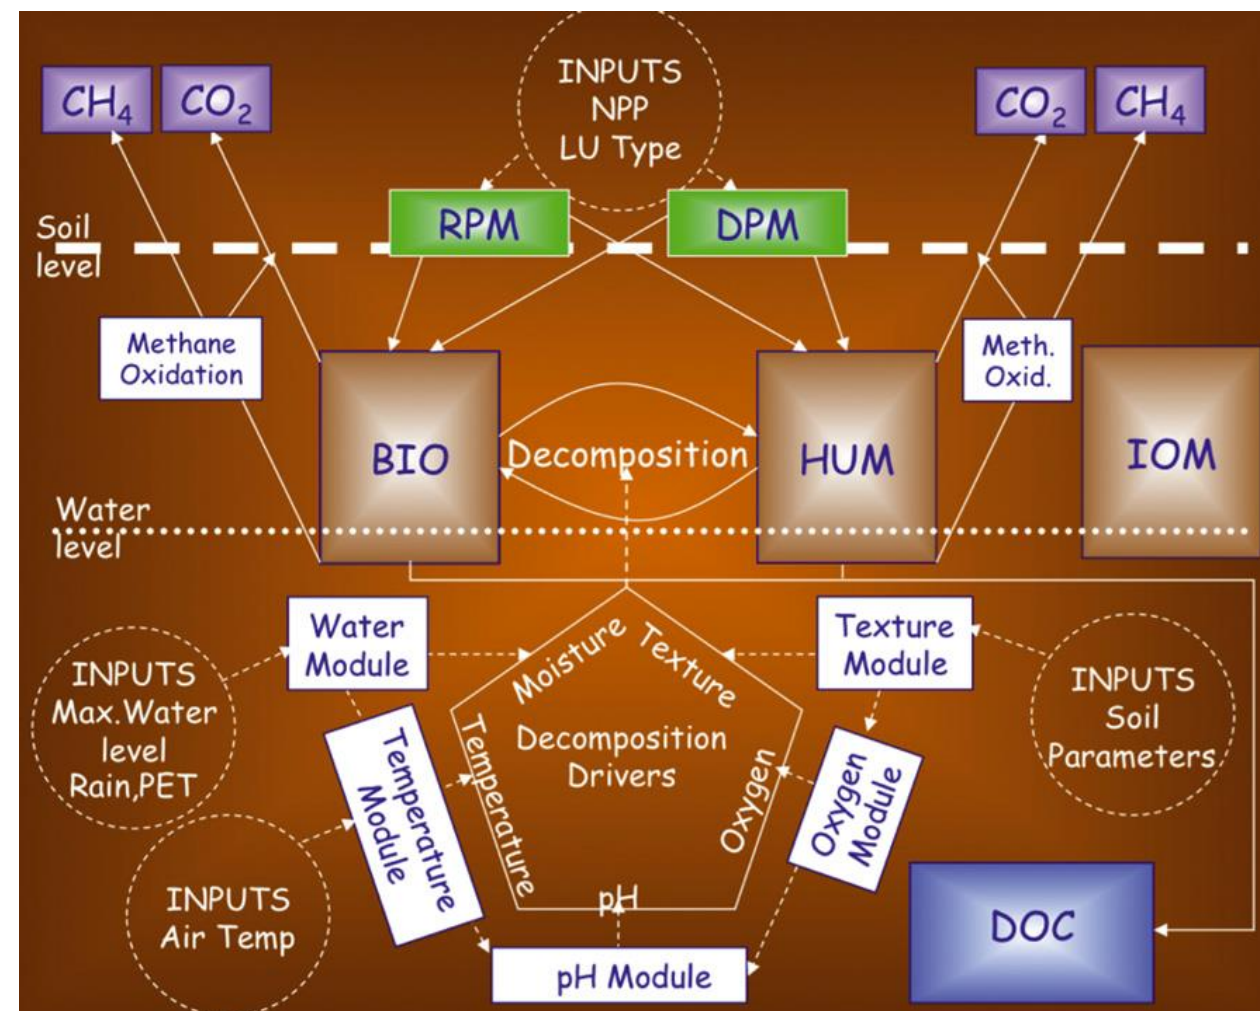 INPUTS
NPP
LU Type
CH₄
CO₂
CO₂
CH₄
RPM
DPM
Soil
level
Methane
Oxidation
Meth.
Oxid.
BIO
Decomposition
HUM
IOM
Water
level
Water
Module
Texture
Module
INPUTS
Max.Water
level
Rain,PET
Moisture
Texture
INPUTS
Soil
Parameters
Temperature
Module
Temperature
Decomposition
Drivers
Oxygen
Oxygen
Module
INPUTS
Air Temp
pH
pH Module
DOC